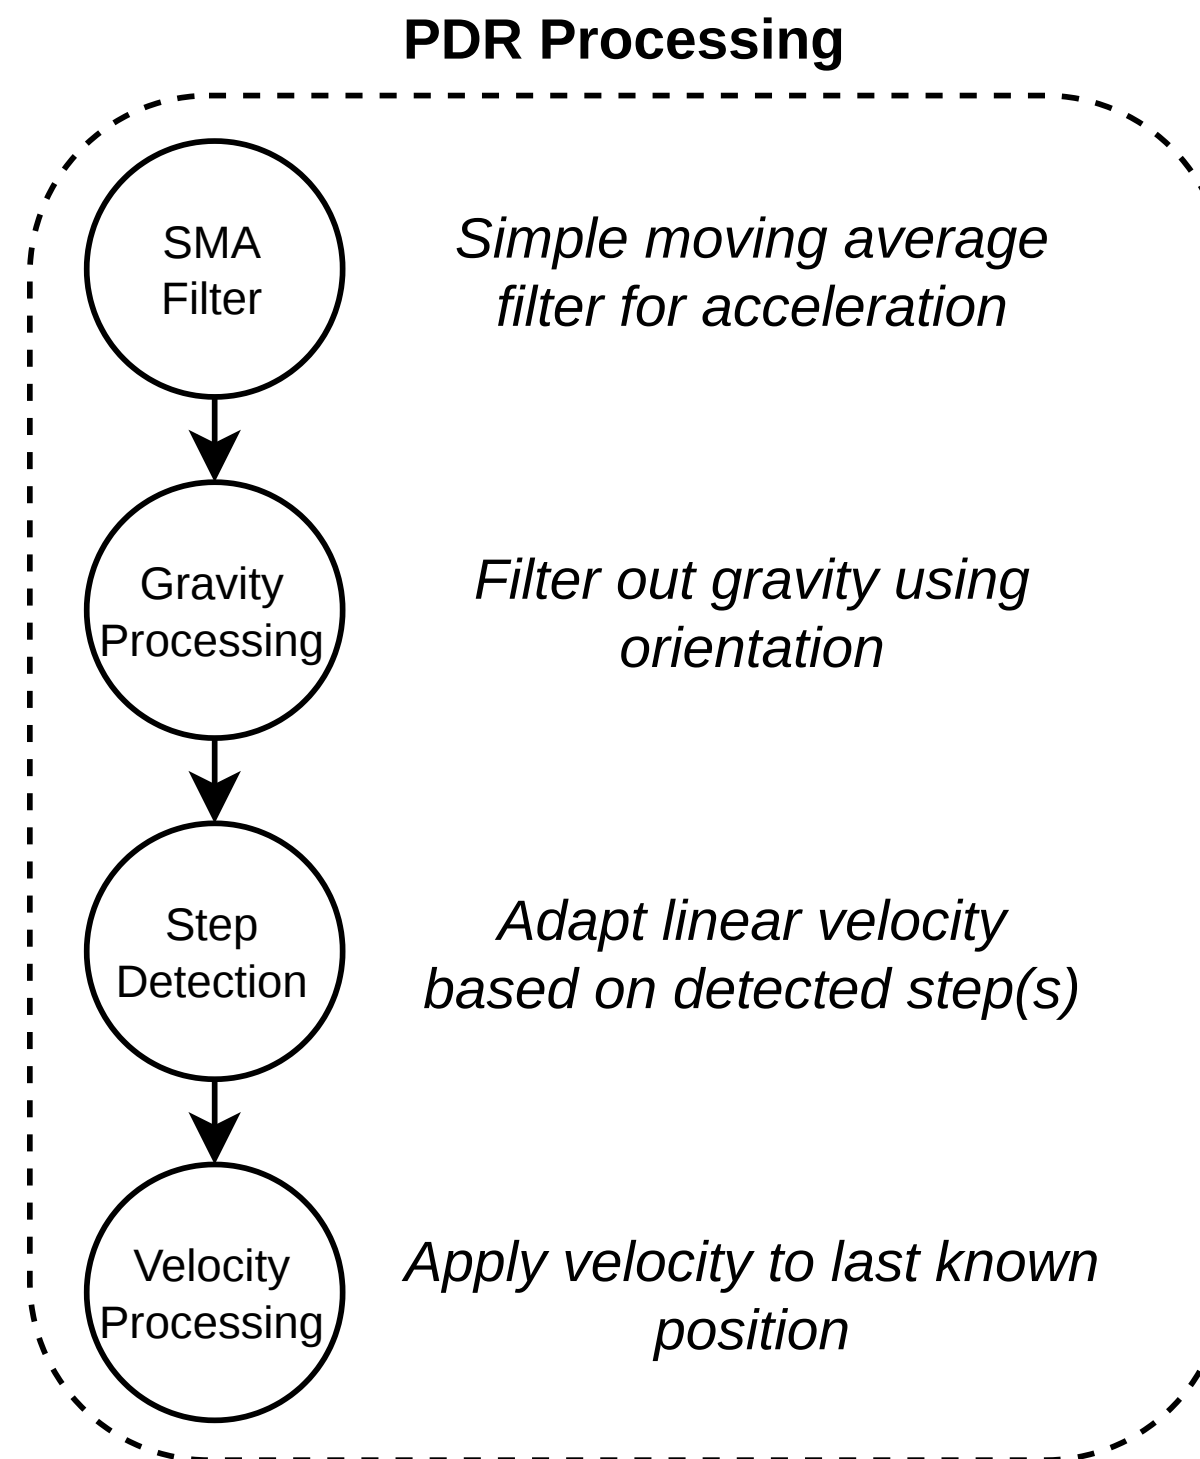 PDR Processing
SMA
Filter
Simple moving average
filter for acceleration
Gravity
Processing
Filter out gravity using
orientation
Step
Detection
Adapt linear velocity
based on detected step(s)
Velocity
Processing
Apply velocity to last known
position